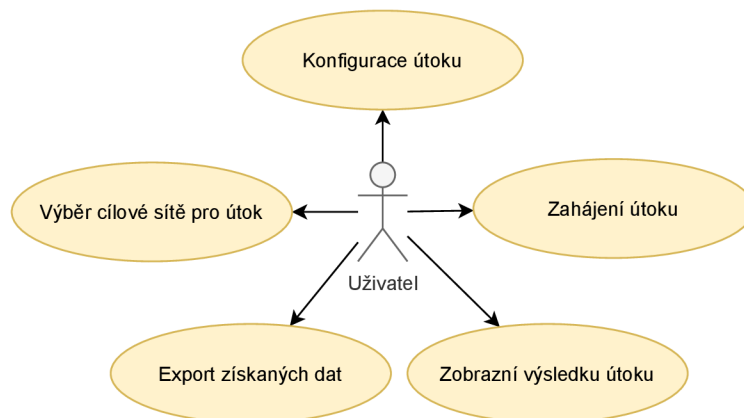 Konfigurace útoku
Výběr cílové sítě pro útok
Zahájení útoku
Uživatel
Export získaných dat
Zobrazní výsledku útoku